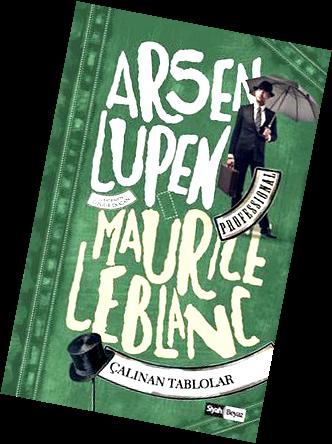 ARSEN
LUPEN
PROFESSIONAL
MAURICE
LEBLANC
ÇALINAN TABLOLAR
Siyah Beyaz